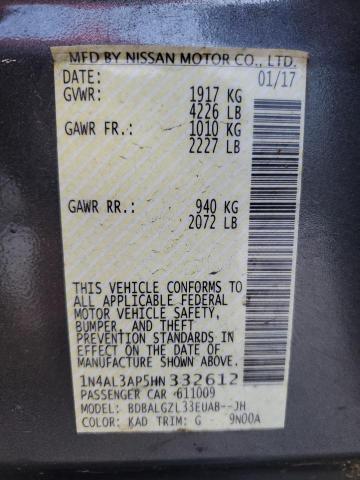 MFD BY NISSAN MOTOR CO., LTD.
DATE: 01/17
GVWR: 1917 KG
4226 LB
GAWR FR.: 1010 KG
2227 LB
GAWR RR.: 940 KG
2072 LB
THIS VEHICLE CONFORMS TO
ALL APPLICABLE FEDERAL
MOTOR VEHICLE SAFETY,
BUMPER, AND THEFT
PREVENTION STANDARDS IN
EFFECT ON THE DATE OF
MANUFACTURE SHOWN ABOVE.
1N4AL3AP5HN 332612
PASSENGER CAR 611009
MODEL: BDBALGZL33EUAB--JH
COLOR: KAD TRIM: G 9N00A